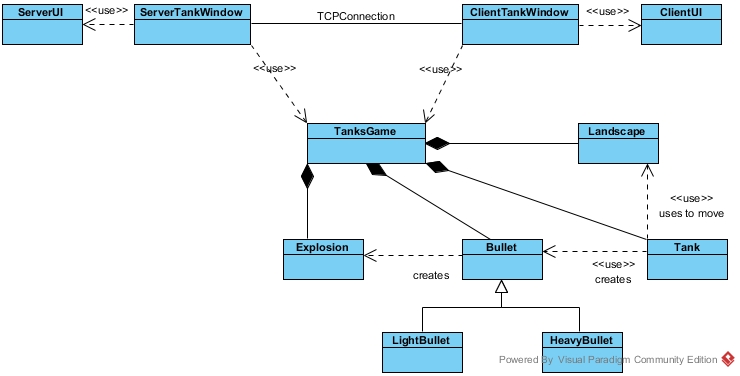 ServerUI
<<use>>
ServerTankWindow
TCPConnection
ClientTankWindow
<<use>>
ClientUI
<<use>>
<<use>>
TanksGame
Landscape
<<use>>
uses to move
Explosion
creates
Bullet
<<use>>
creates
Tank
LightBullet
HeavyBullet
Powered By Visual Paradigm Community Edition